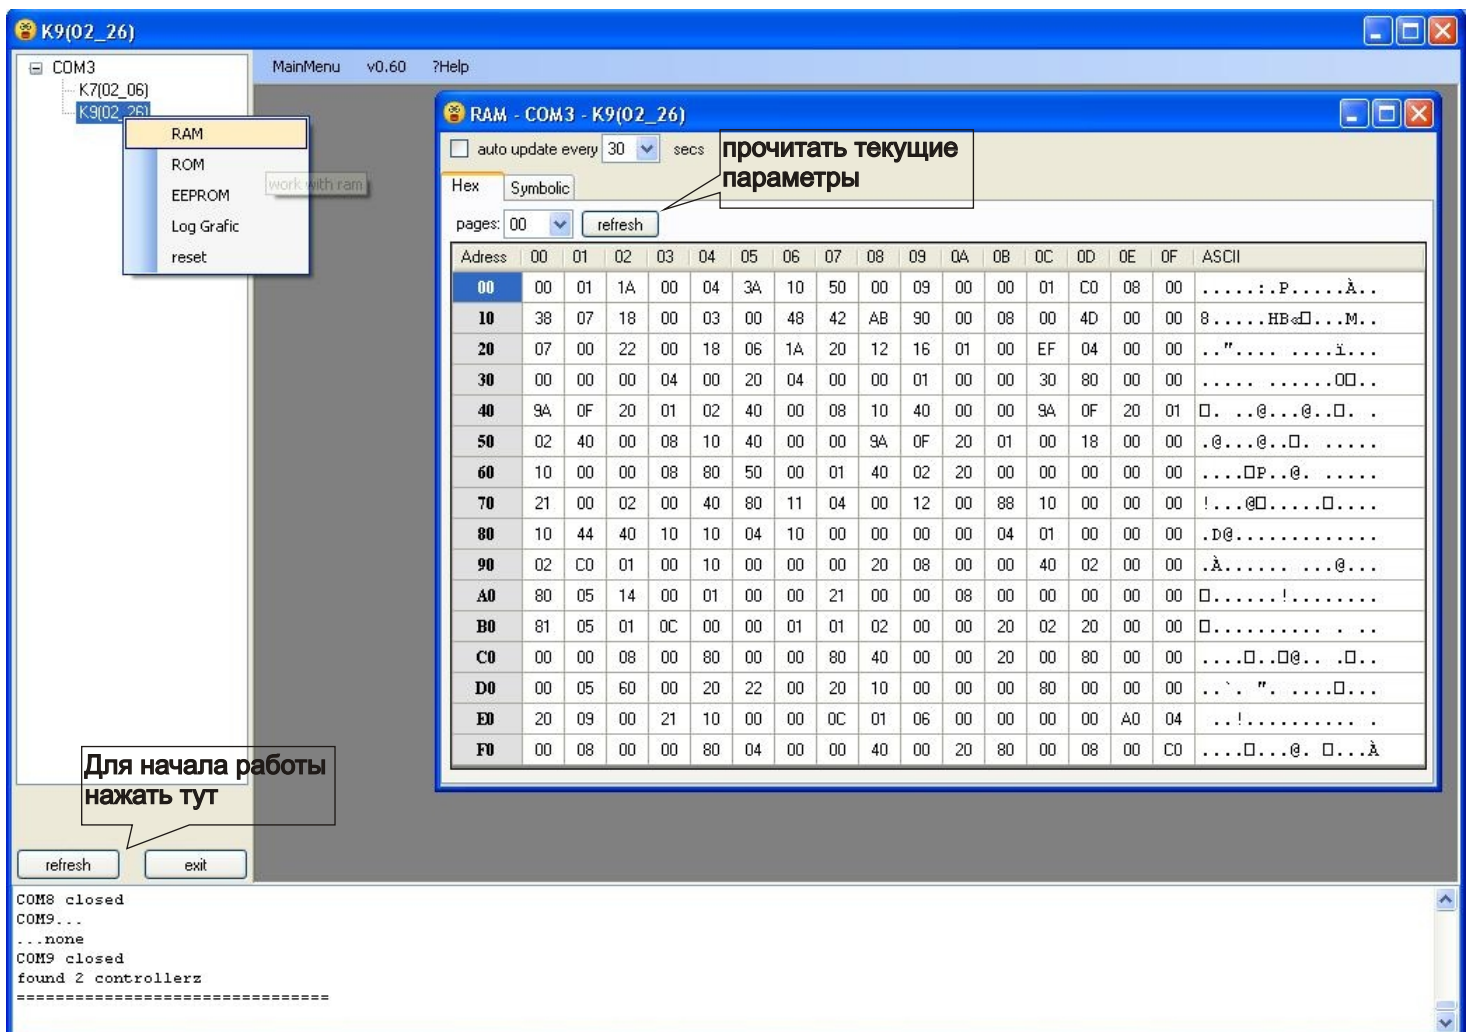 K9(02_26)
COM3
K7(02_06)
K9(02_26)
MainMenu v0.60 ?Help
RAM
ROM
EEPROM
Log Grafic
reset
work with ram
RAM - COM3 - K9(02_26)
auto update every 30 secs
прочитать текущие
параметры
Hex Symbolic
pages: 00 refresh
Adress 00 01 02 03 04 05 06 07 08 09 0A 0B 0C 0D 0E 0F ASCII
00 00 01 1A 00 04 3A 10 50 00 09 00 00 01 C0 08 00 .....:.P.....À..
10 38 07 18 00 03 00 48 42 AB 90 00 08 00 4D 00 00 8.....HB«□...M..
20 07 00 22 00 18 06 1A 20 12 16 01 00 EF 04 00 00 ..".... ....ï...
30 00 00 00 04 00 20 04 00 00 01 00 00 30 80 00 00 ..... ......0□..
40 9A 0F 20 01 02 40 00 08 10 40 00 00 9A 0F 20 01 □. ..@...@..□. .
50 02 40 00 08 10 40 00 00 9A 0F 20 01 00 18 00 00 .@...@..□. .....
60 10 00 00 08 80 50 00 01 40 02 20 00 00 00 00 00 ....□P..@. .....
70 21 00 02 00 40 80 11 04 00 12 00 88 10 00 00 00 !...@□.....□....
80 10 44 40 10 10 04 10 00 00 00 00 04 01 00 00 00 .D@.............
90 02 C0 01 00 10 00 00 00 20 08 00 00 40 02 00 00 .À...... ...@...
A0 80 05 14 00 01 00 00 21 00 00 08 00 00 00 00 00 □......!........
B0 81 05 01 0C 00 00 01 01 02 00 00 20 02 20 00 00 □.......... . ..
C0 00 00 08 00 80 00 00 80 40 00 00 20 00 80 00 00 ....□..□@.. .□..
D0 00 05 60 00 20 22 00 20 10 00 00 00 80 00 00 00 ..`. ". ....□...
E0 20 09 00 21 10 00 00 0C 01 06 00 00 00 00 A0 04 ..!.......... .
F0 00 08 00 00 80 04 00 00 40 00 20 80 00 08 00 C0 ....□...@. □...À
Для начала работы
нажать тут
refresh exit
COM8 closed
COM9...
...none
COM9 closed
found 2 controllerz
================================